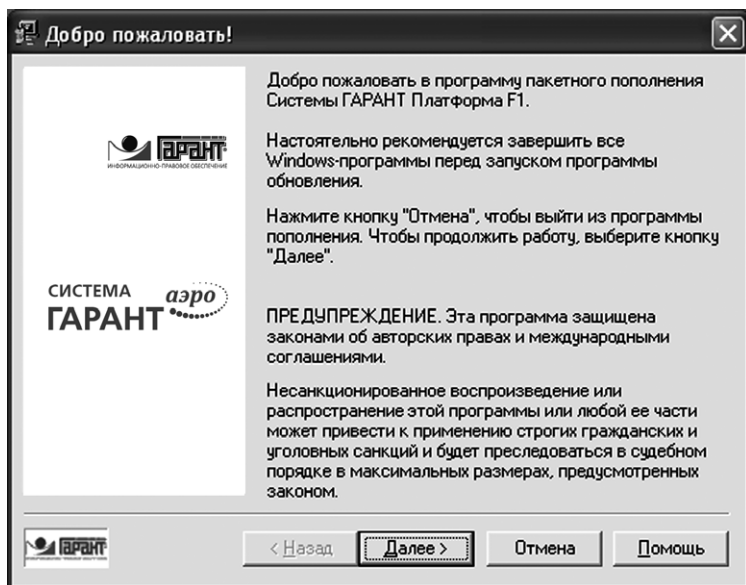 Добро пожаловать!
Добро пожаловать в программу пакетного пополнения
Системы ГАРАНТ Платформа F1.
Настоятельно рекомендуется завершить все
Windows-программы перед запуском программы
обновления.
Нажмите кнопку "Отмена", чтобы выйти из программы
пополнения. Чтобы продолжить работу, выберите кнопку
"Далее".
ПРЕДУПРЕЖДЕНИЕ. Эта программа защищена
законами об авторских правах и международными
соглашениями.
Несанкционированное воспроизведение или
распространение этой программы или любой ее части
может привести к применению строгих гражданских и
уголовных санкций и будет преследоваться в судебном
порядке в максимальных размерах, предусмотренных
законом.
ГАРАНТ
ИНФОРМАЦИОННО-ПРАВОВОЕ ОБЕСПЕЧЕНИЕ
СИСТЕМА
ГАРАНТ аэро
ГАРАНТ
< Назад
Далее >
Отмена
Помощь